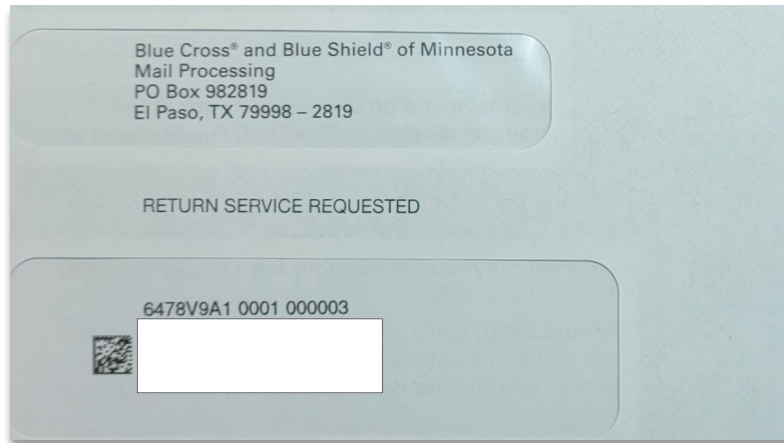 Blue Cross® and Blue Shield® of Minnesota
Mail Processing
PO Box 982819
El Paso, TX 79998 – 2819
RETURN SERVICE REQUESTED
6478V9A1 0001 000003